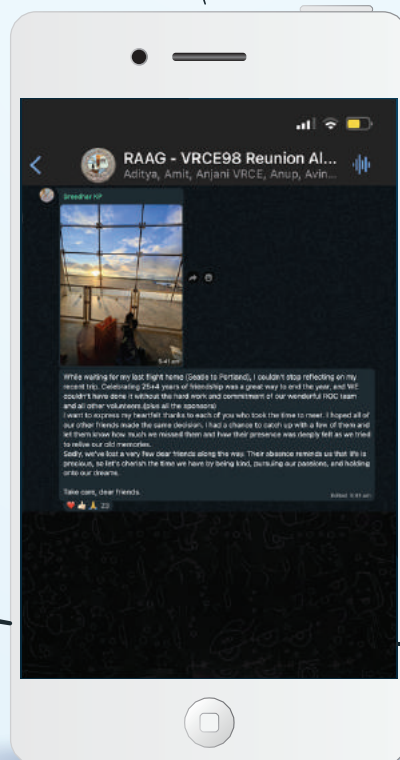 RAAG - VRCE98 Reunion Al...
Aditya, Amit, Anjani VRCE, Anup, Avin...
Sreedhar KP
5:41 am
While waiting for my last flight home (Seatle to Portland), I couldn't stop reflecting on my
recent trip. Celebrating 25+4 years of friendship was a great way to end the year, and WE
couldn't have done it without the hard work and commitment of our wonderful ROC team
and all other volunteers.(plus all the sponsors)
I want to express my heartfelt thanks to each of you who took the time to meet. I hoped all of
our other friends made the same decision. I had a chance to catch up with a few of them and
let them know how much we missed them and how their presence was deeply felt as we tried
to relive our old memories.
Sadly, we've lost a very few dear friends along the way. Their absence reminds us that life is
precious, so let's cherish the time we have by being kind, pursuing our passions, and holding
onto our dreams.
Take care, dear friends.
Edited 5:41 am
23